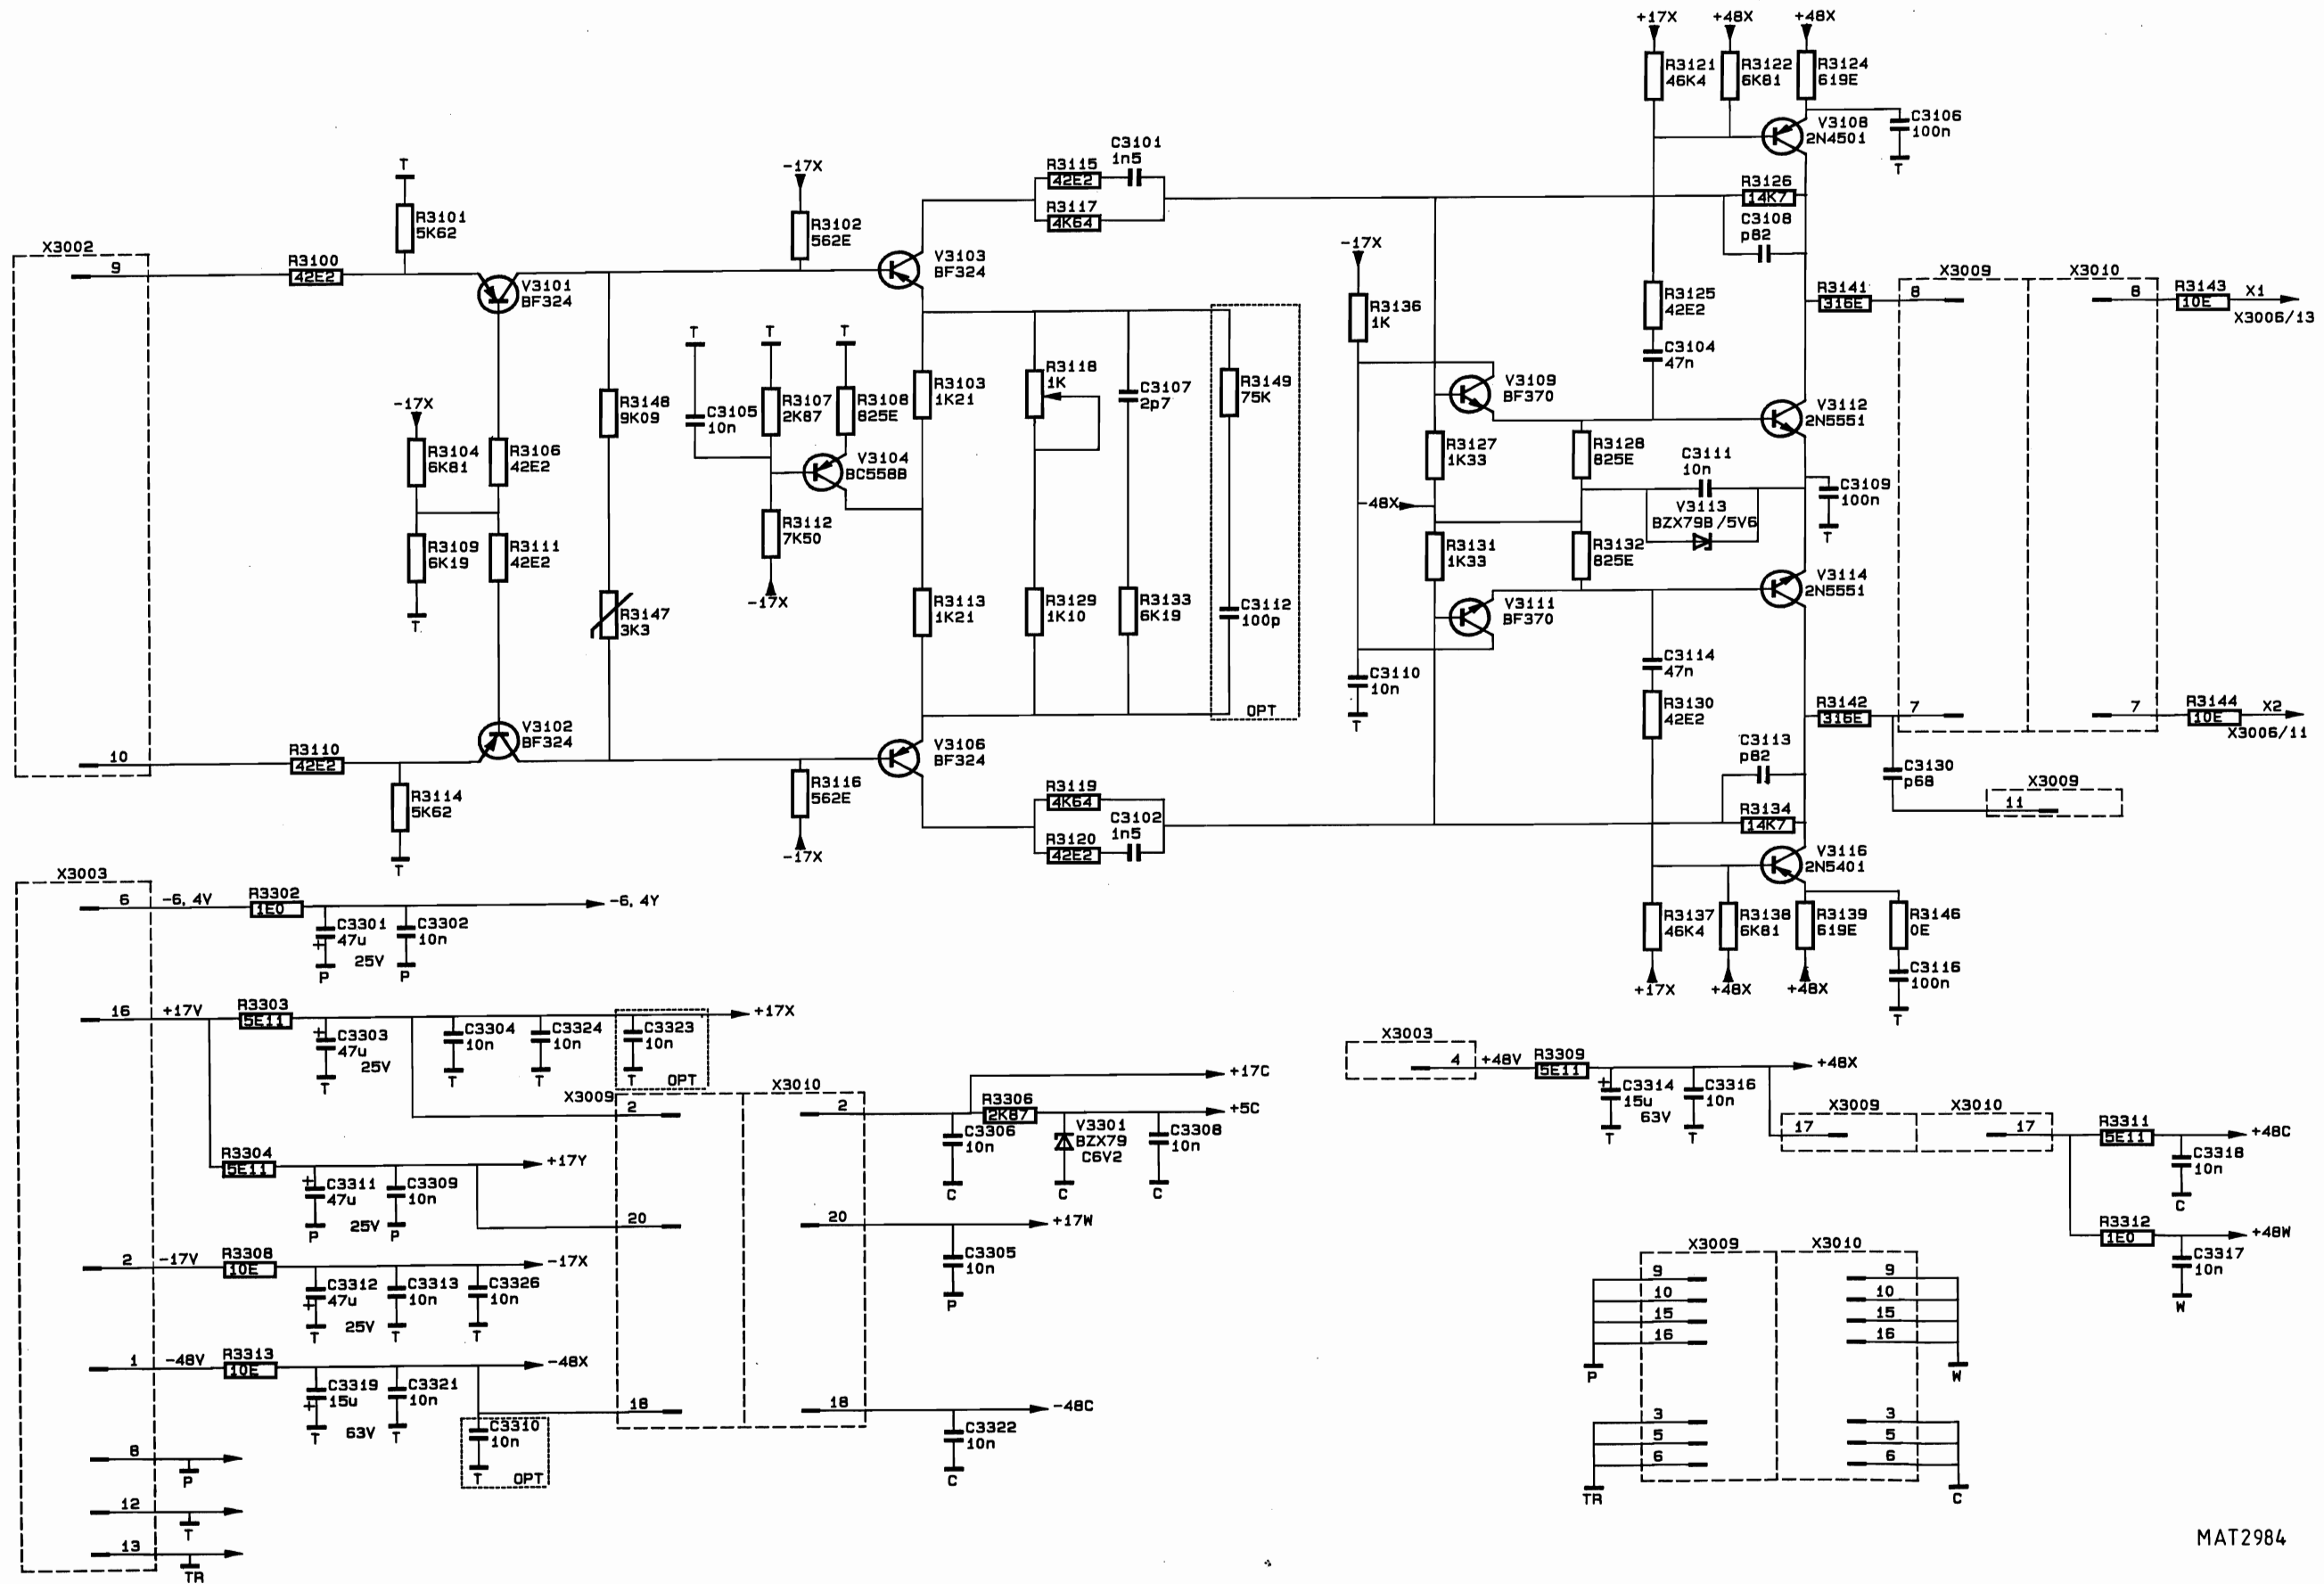 +17X +48X +48X
R3121 46K4
R3122 6K81
R3124 619E
V3108 2N4501
C3106 100n
T
T
R3101 5K62
-17X
R3102 562E
C3101 1n5
R3115 42E2
R3117 4K64
R3126 14K7
C3108 p82
X3002
9
R3100 42E2
V3101 BF324
V3103 BF324
-17X
R3136 1K
R3125 42E2
C3104 47n
R3141 316E
X3009 X3010
8
8
R3143 10E
X1
X3006/13
T T T
-17X
R3104 6K81
R3106 42E2
R3148 9K09
C3105 10n
R3107 2K87
R3108 825E
R3103 1K21
R3118 1K
C3107 2p7
R3149 75K
V3104 BC558B
V3109 BF370
V3112 2N5551
R3127 1K33
R3128 825E
C3111 10n
-48X
V3113
BZX79B/5V6
C3109 100n
T
R3109 6K19
R3111 42E2
T
R3112 7K50
-17X
R3147 3K3
R3113 1K21
R3129 1K10
R3133 6K19
C3112 100p
OPT
R3131 1K33
R3132 825E
V3111 BF370
V3114 2N5551
C3110 10n
T
C3114 47n
R3130 42E2
R3142 316E
7
7
R3144 10E
X2
X3006/11
10
R3110 42E2
V3102 BF324
R3114 5K62
T
R3116 562E
-17X
V3106 BF324
R3119 4K64
C3102 1n5
R3120 42E2
C3113 p82
R3134 14K7
C3130 p68
X3009
11
V3116 2N5401
R3137 46K4
R3138 6K81
R3139 619E
R3146 0E
C3116 100n
T
+17X +48X +48X
X3003
6
-6,4V
R3302 1E0
C3301 47u
25V
P
C3302 10n
P
-6,4Y
16
+17V
R3303 5E11
C3303 47u
25V
T
C3304 10n
T
C3324 10n
T
C3323 10n
T
OPT
+17X
X3009 X3010
2
2
R3306 2K87
+17C
+5C
C3306 10n
C
V3301 BZX79 C6V2
C
C3308 10n
C
R3304 5E11
+17Y
C3311 47u
25V
P
C3309 10n
P
20
20
+17W
C3305 10n
P
2
-17V
R3308 10E
-17X
C3312 47u
25V
T
C3313 10n
T
C3326 10n
T
1
-48V
R3313 10E
-48X
C3319 15u
63V
T
C3321 10n
T
C3310 10n
T
OPT
18
18
-48C
C3322 10n
C
8
P
12
T
13
TR
X3003
4
+48V
R3309 5E11
+48X
C3314 15u
63V
T
C3316 10n
T
X3009 X3010
17
17
R3311 5E11
+48C
C3318 10n
C
R3312 1E0
+48W
C3317 10n
W
X3009 X3010
9 9
10 10
15 15
16 16
P W
3 3
5 5
6 6
TR C
MAT2984